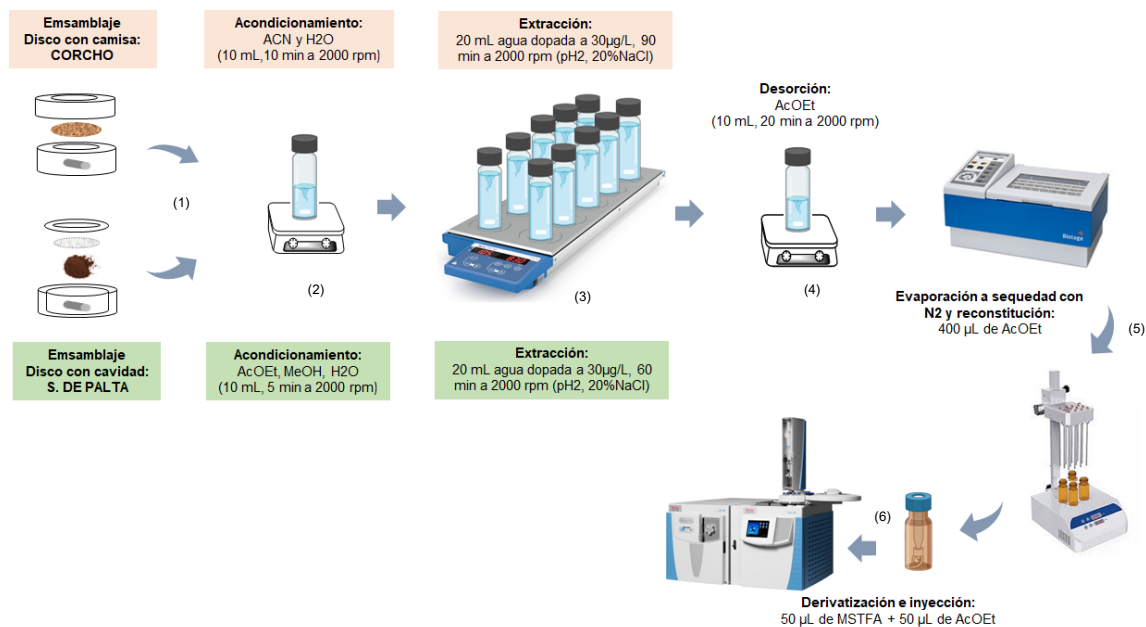 Emsamblaje
Disco con camisa:
CORCHO
Acondicionamiento:
ACN y H2O
(10 mL,10 min a 2000 rpm)
Extracción:
20 mL agua dopada a 30µg/L, 90
min a 2000 rpm (pH2, 20%NaCl)
Desorción:
AcOEt
(10 mL, 20 min a 2000 rpm)
(1)
(2)
(3)
(4)
Biotage
Evaporación a sequedad con
N2 y reconstitución:
400 µL de AcOEt
(5)
Emsamblaje
Disco con cavidad:
S. DE PALTA
Acondicionamiento:
AcOEt, MeOH, H2O
(10 mL, 5 min a 2000 rpm)
Extracción:
20 mL agua dopada a 30µg/L, 60
min a 2000 rpm (pH2, 20%NaCl)
(6)
Derivatización e inyección:
50 µL de MSTFA + 50 µL de AcOEt